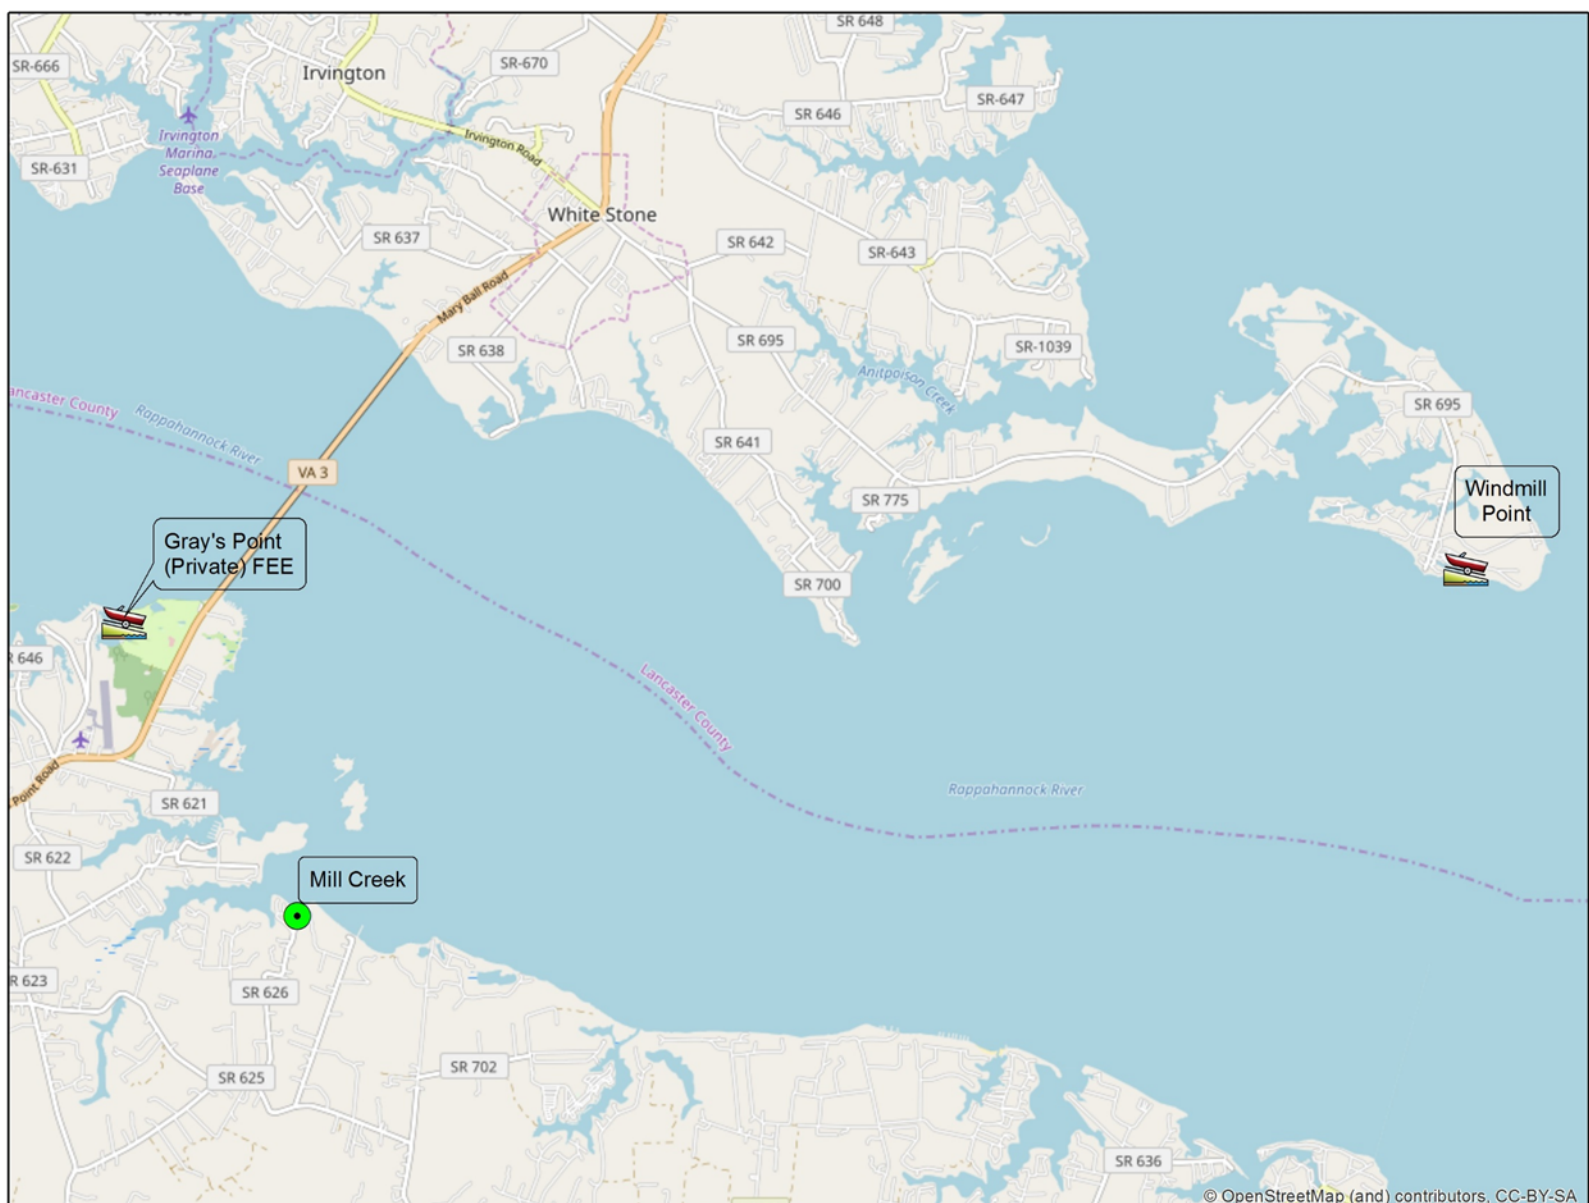 SR 648
SR-666
Irvington
SR-670
SR-647
SR 646
Irvington
Marina
Seaplane
Base
Irvington Road
SR-631
White Stone
SR 637
SR 642
SR-643
Mary Ball Road
SR 638
SR 695
SR-1039
Anitpoison Creek
ancaster County
Rappahannock River
SR 695
SR 641
VA 3
SR 775
Windmill
Point
Gray's Point
(Private) FEE
SR 700
R 646
Lancaster County
Point Road
Rappahannock River
SR 621
SR 622
Mill Creek
R 623
SR 626
SR 702
SR 625
SR 636
© OpenStreetMap (and) contributors, CC-BY-SA